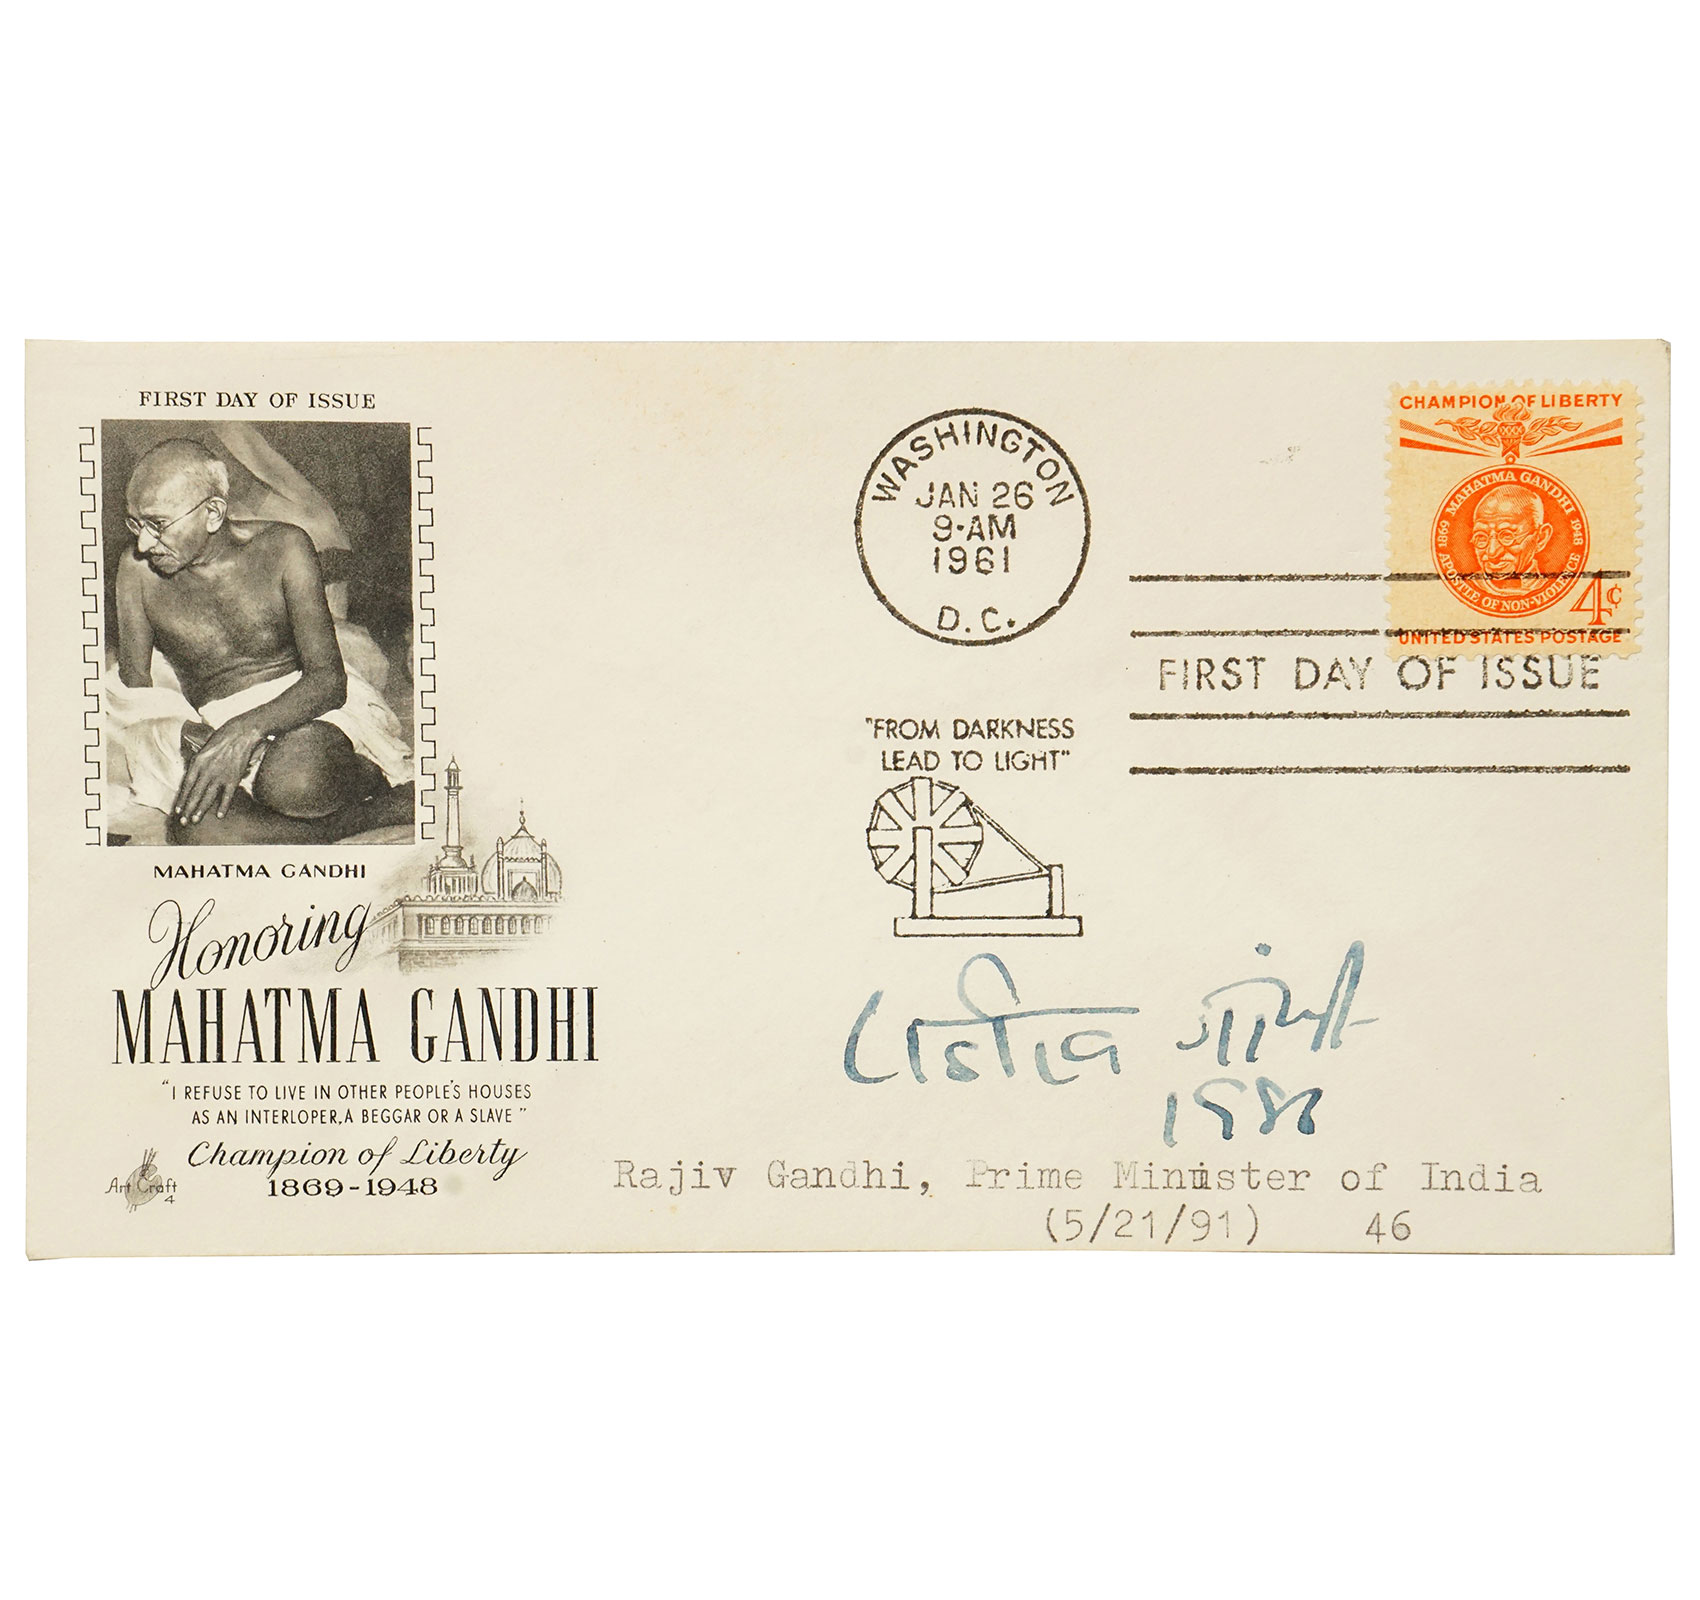 FIRST DAY OF ISSUE
MAHATMA GANDHI
Honoring
MAHATMA GANDHI
"I REFUSE TO LIVE IN OTHER PEOPLE'S HOUSES
AS AN INTERLOPER, A BEGGAR OR A SLAVE"
Champion of Liberty
1869-1948
Art Craft
4
WASHINGTON
JAN 26
9-AM
1961
D.C.
"FROM DARKNESS
LEAD TO LIGHT"
CHAMPION OF LIBERTY
1869 MAHATMA GANDHI 1948
APOSTLE OF NON-VIOLENCE
4¢
UNITED STATES POSTAGE
FIRST DAY OF ISSUE
राजीव गांधी
Rajiv Gandhi, Prime Minister of India
(5/21/91) 46